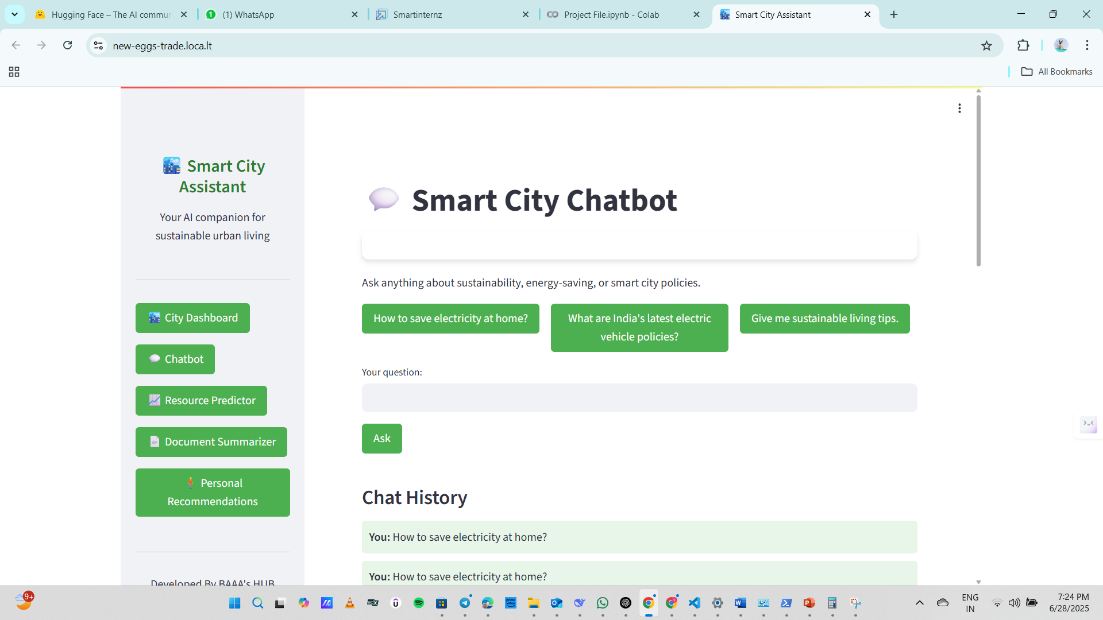 Hugging Face – The AI commu
(1) WhatsApp
Smartinternz
Project File.ipynb - Colab
Smart City Assistant
new-eggs-trade.loca.lt
All Bookmarks
Smart City
Assistant
Your AI companion for
sustainable urban living
City Dashboard
Chatbot
Resource Predictor
Document Summarizer
Personal
Recommendations
Developed By BAAA's HUB
Smart City Chatbot
Ask anything about sustainability, energy-saving, or smart city policies.
How to save electricity at home?
What are India's latest electric
vehicle policies?
Give me sustainable living tips.
Your question:
Ask
Chat History
You: How to save electricity at home?
You: How to save electricity at home?
9+
ENG
IN
7:24 PM
6/28/2025